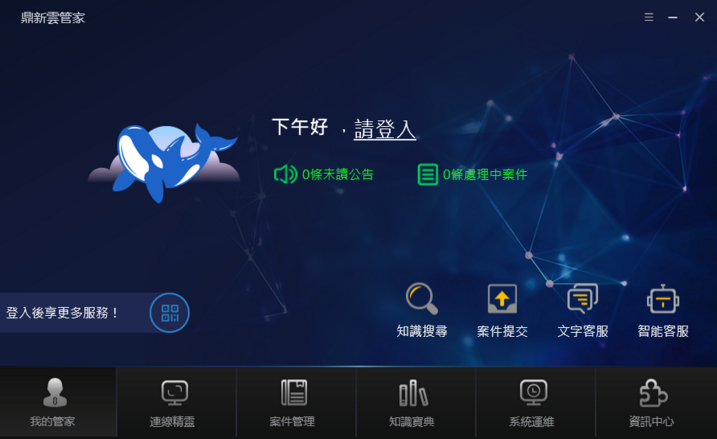 鼎新雲管家
下午好 ，請登入
0條未讀公告
0條處理中案件
登入後享更多服務！
知識搜尋
案件提交
文字客服
智能客服
我的管家
連線精靈
案件管理
知識寶典
系統運維
資訊中心